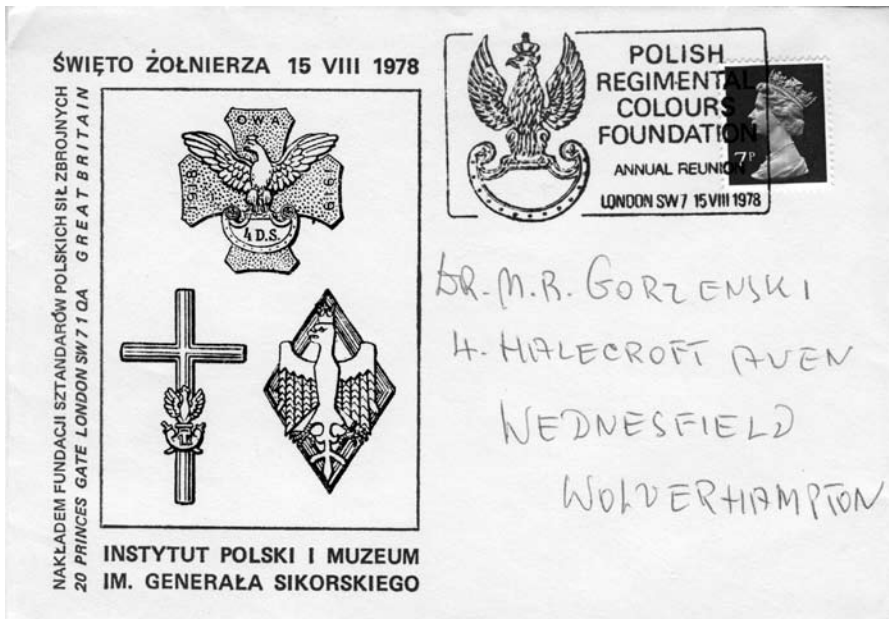 ŚWIĘTO ŻOŁNIERZA 15 VIII 1978
NAKŁADEM FUNDACJI SZTANDARÓW POLSKICH SIŁ ZBROJNYCH
20 PRINCES GATE LONDON SW7 1QA GREAT BRITAIN
OWA
1918 1919
4 D.S.
INSTYTUT POLSKI I MUZEUM
IM. GENERAŁA SIKORSKIEGO
POLISH
REGIMENTAL
COLOURS
FOUNDATION
ANNUAL REUNION
LONDON SW7 15 VIII 1978
7P
DR. M. B. GORZENSKI
4. HALECROFT AVEN
WEDNESFIELD
WOLVERHAMPTON